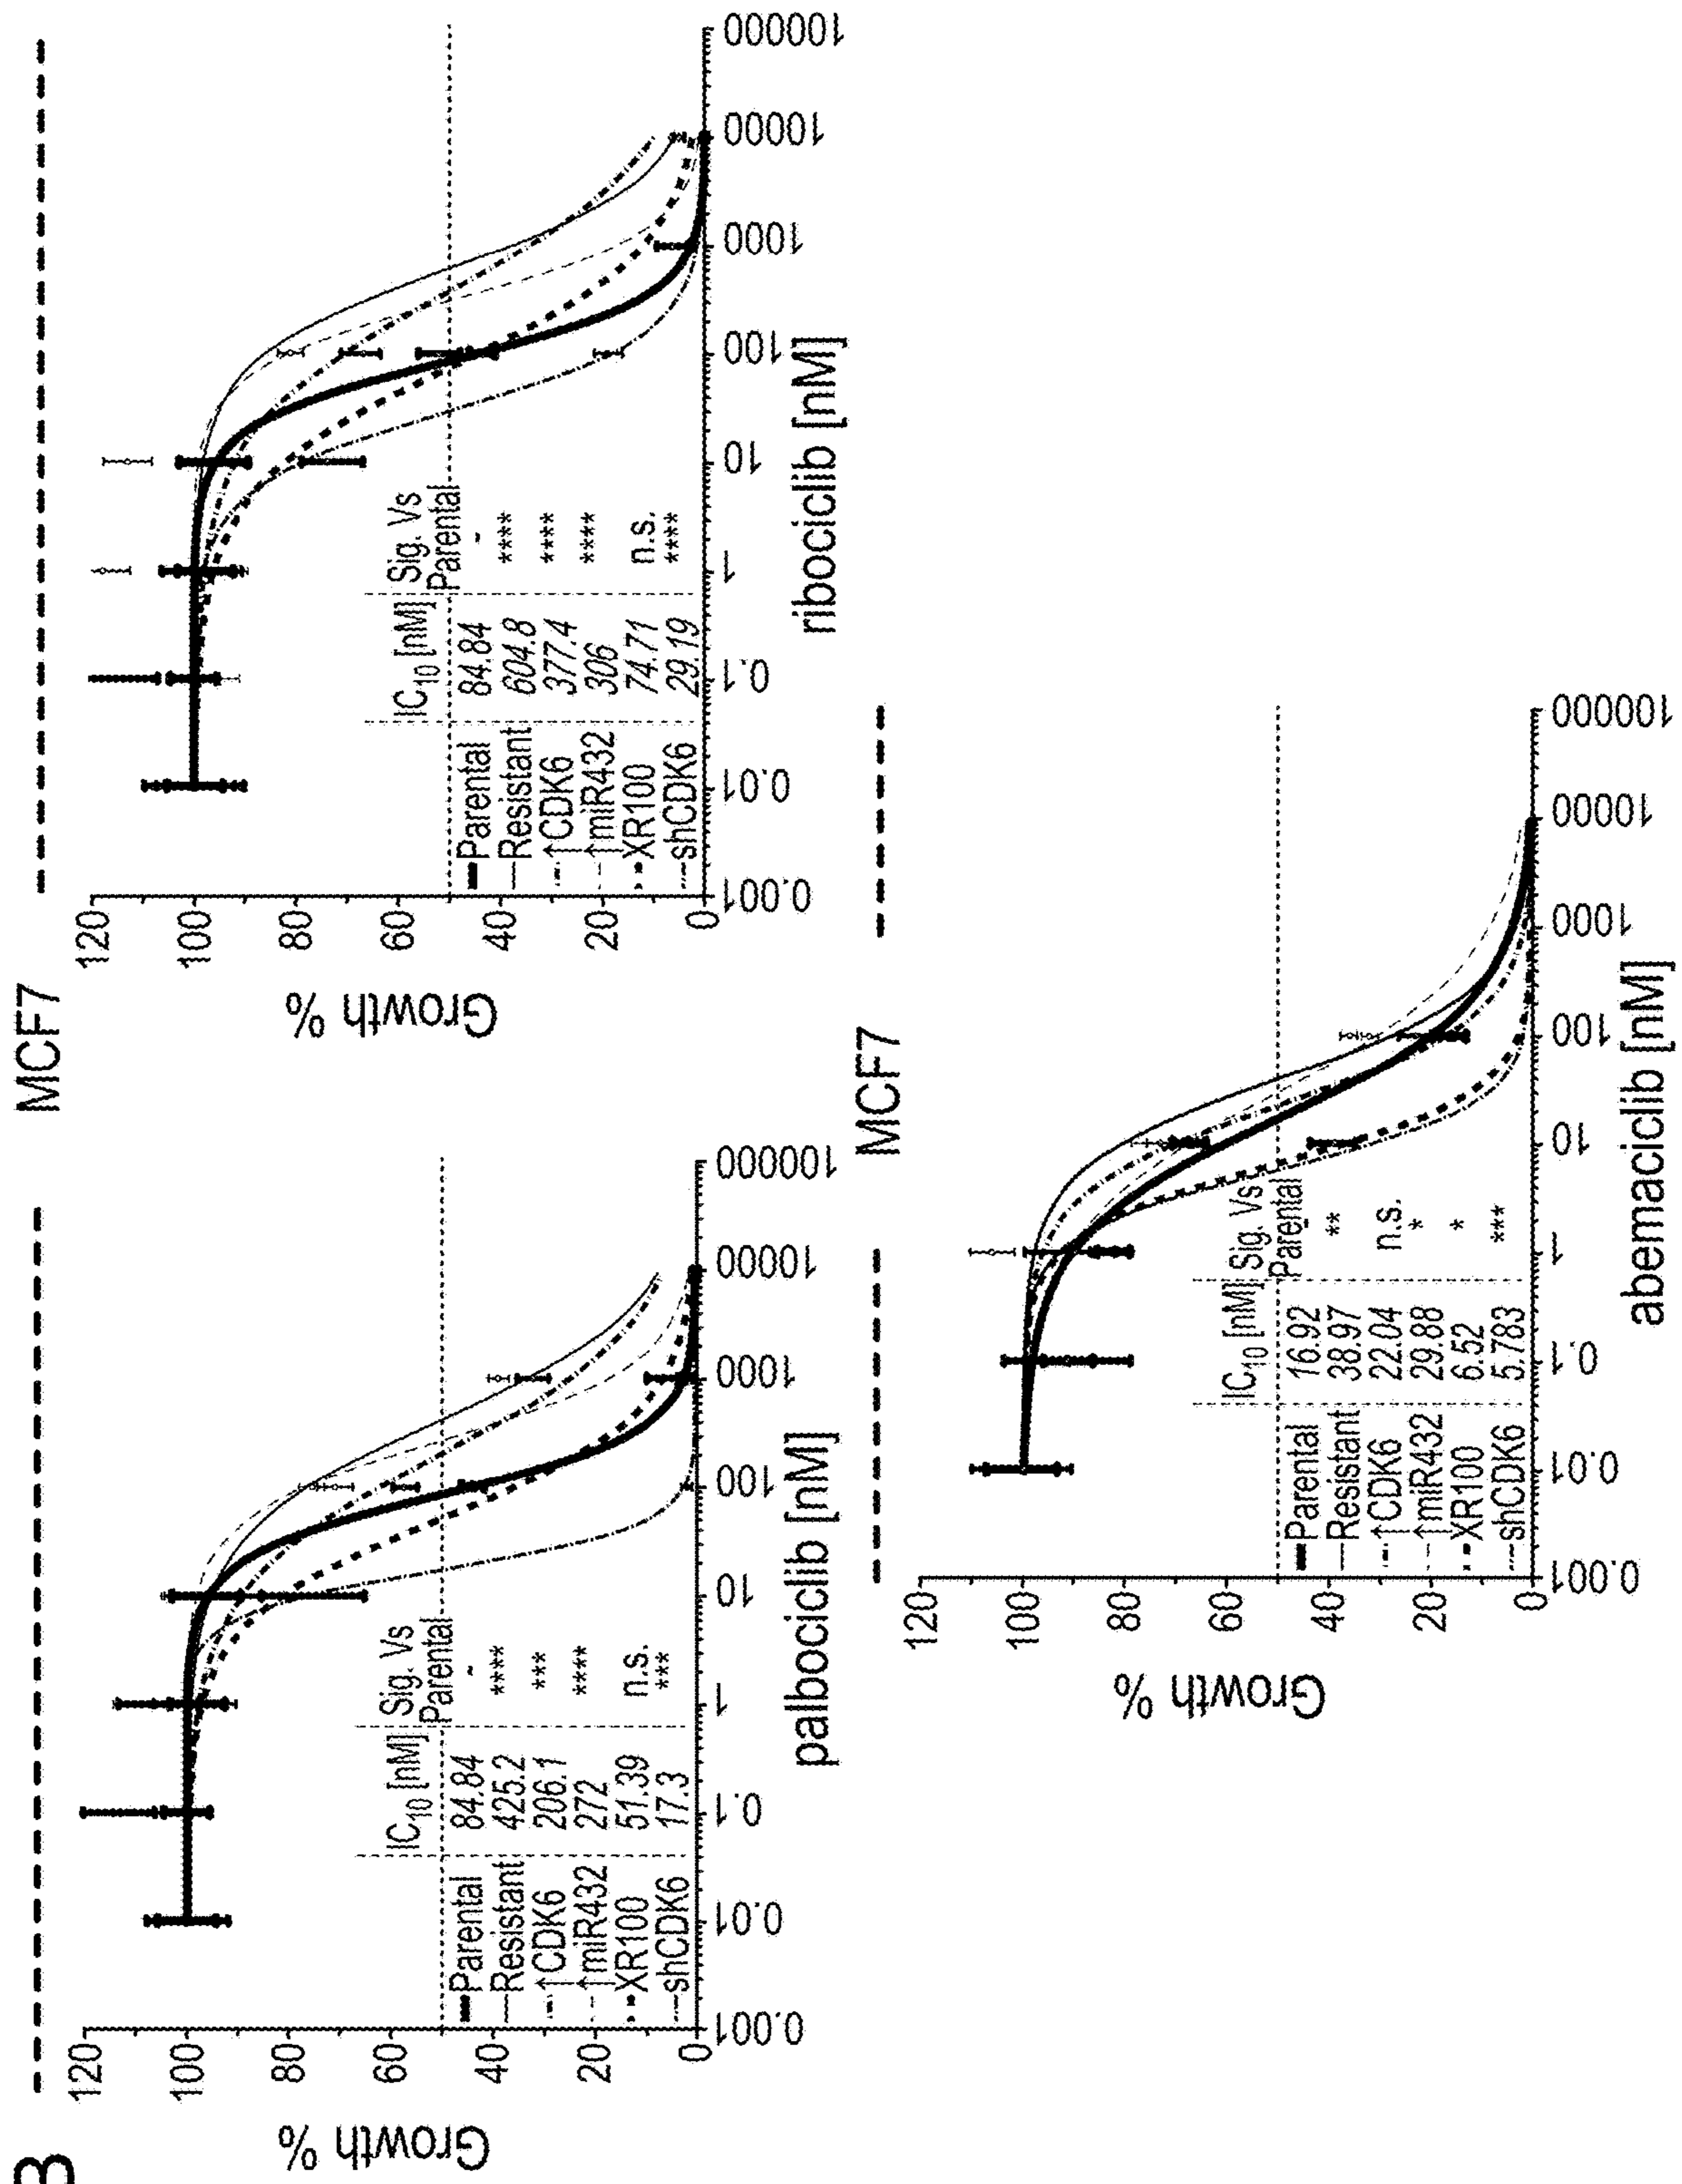 B
MCF7
Growth %
120
100
80
60
40
20
0
IC10 [nM] Sig. Vs Parental
Parental 84.84 ~
Resistant 425.2 ****
↑CDK6 206.1 ***
↑miR432 272 ****
XR100 51.39 n.s.
shCDK6 17.3 ***
0.001 0.01 0.1 1 10 100 1000 10000 100000
palbociclib [nM]
Growth %
120
100
80
60
40
20
0
IC10 [nM] Sig. Vs Parental
Parental 84.84 ~
Resistant 604.8 ****
↑CDK6 377.4 ****
↑miR432 306 ****
XR100 74.71 n.s.
shCDK6 29.19 ****
0.001 0.01 0.1 1 10 100 1000 10000 100000
ribociclib [nM]
MCF7
Growth %
120
100
80
60
40
20
0
IC10 [nM] Sig. Vs Parental
Parental 16.92 -
Resistant 38.97 **
↑CDK6 22.04 n.s.
↑miR432 29.88 *
XR100 6.52 *
shCDK6 5.783 ***
0.001 0.01 0.1 1 10 100 1000 10000 100000
abemaciclib [nM]